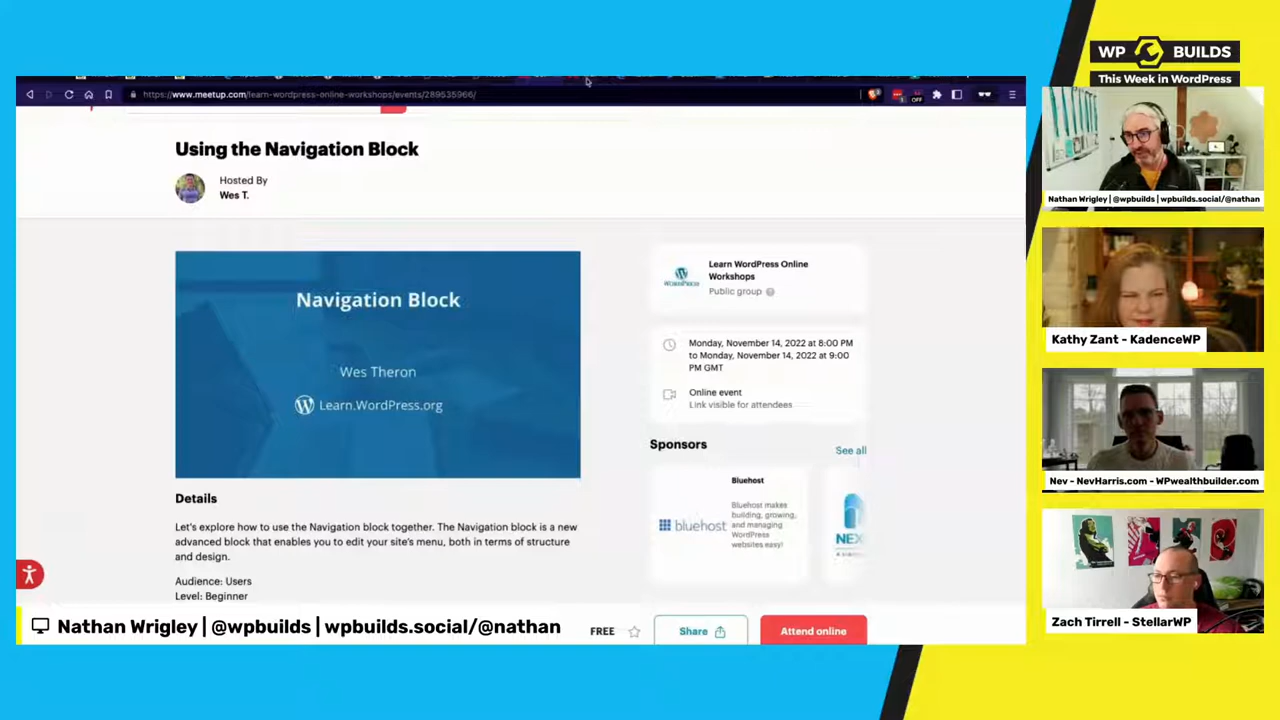 WP BUILDS
This Week in WordPress
https://www.meetup.com/learn-wordpress-online-workshops/events/289535966/
OFF
Using the Navigation Block
Hosted By
Wes T.
Navigation Block
Wes Theron
Learn.WordPress.org
Learn WordPress Online
Workshops
Public group
Monday, November 14, 2022 at 8:00 PM
to Monday, November 14, 2022 at 9:00
PM GMT
Online event
Link visible for attendees
Sponsors
See all
Bluehost
bluehost
Bluehost makes
building, growing,
and managing
WordPress
websites easy!
NEX
Details
Let's explore how to use the Navigation block together. The Navigation block is a new
advanced block that enables you to edit your site's menu, both in terms of structure
and design.
Audience: Users
Level: Beginner
FREE
Share
Attend online
Nathan Wrigley | @wpbuilds | wpbuilds.social/@nathan
Nathan Wrigley | @wpbuilds | wpbuilds.social/@nathan
Kathy Zant - KadenceWP
Nev - NevHarris.com - WPwealthbuilder.com
Zach Tirrell - StellarWP